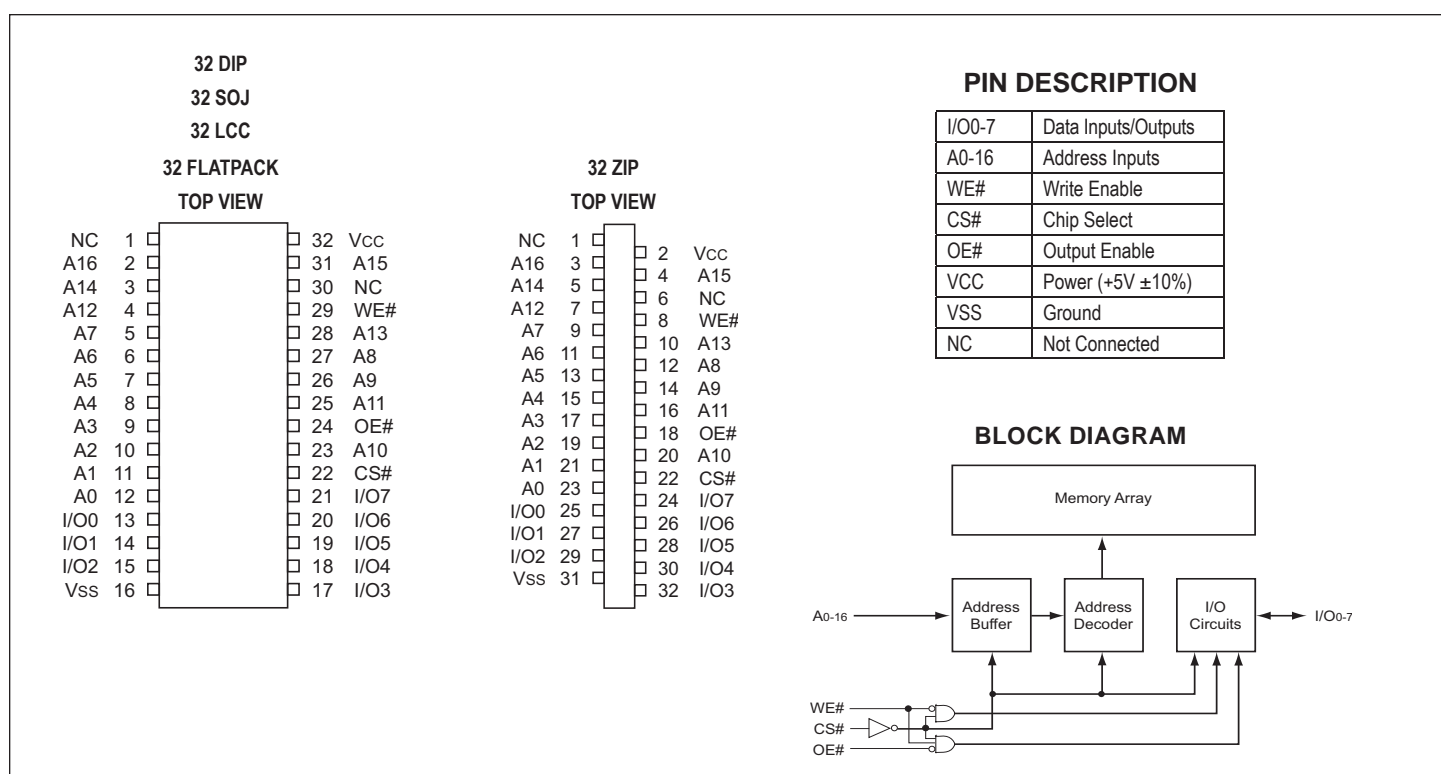 32 DIP
32 SOJ
32 LCC
32 FLATPACK
TOP VIEW
NC 1 32 VCC
A16 2 31 A15
A14 3 30 NC
A12 4 29 WE#
A7 5 28 A13
A6 6 27 A8
A5 7 26 A9
A4 8 25 A11
A3 9 24 OE#
A2 10 23 A10
A1 11 22 CS#
A0 12 21 I/O7
I/O0 13 20 I/O6
I/O1 14 19 I/O5
I/O2 15 18 I/O4
VSS 16 17 I/O3
32 ZIP
TOP VIEW
NC 1
2 VCC
A16 3
4 A15
A14 5
6 NC
A12 7
8 WE#
A7 9
10 A13
A6 11
12 A8
A5 13
14 A9
A4 15
16 A11
A3 17
18 OE#
A2 19
20 A10
A1 21
22 CS#
A0 23
24 I/O7
I/O0 25
26 I/O6
I/O1 27
28 I/O5
I/O2 29
30 I/O4
VSS 31
32 I/O3
PIN DESCRIPTION
I/O0-7 Data Inputs/Outputs
A0-16 Address Inputs
WE# Write Enable
CS# Chip Select
OE# Output Enable
VCC Power (+5V ±10%)
VSS Ground
NC Not Connected
BLOCK DIAGRAM
Memory Array
A0-16
Address
Buffer
Address
Decoder
I/O
Circuits
I/O0-7
WE#
CS#
OE#